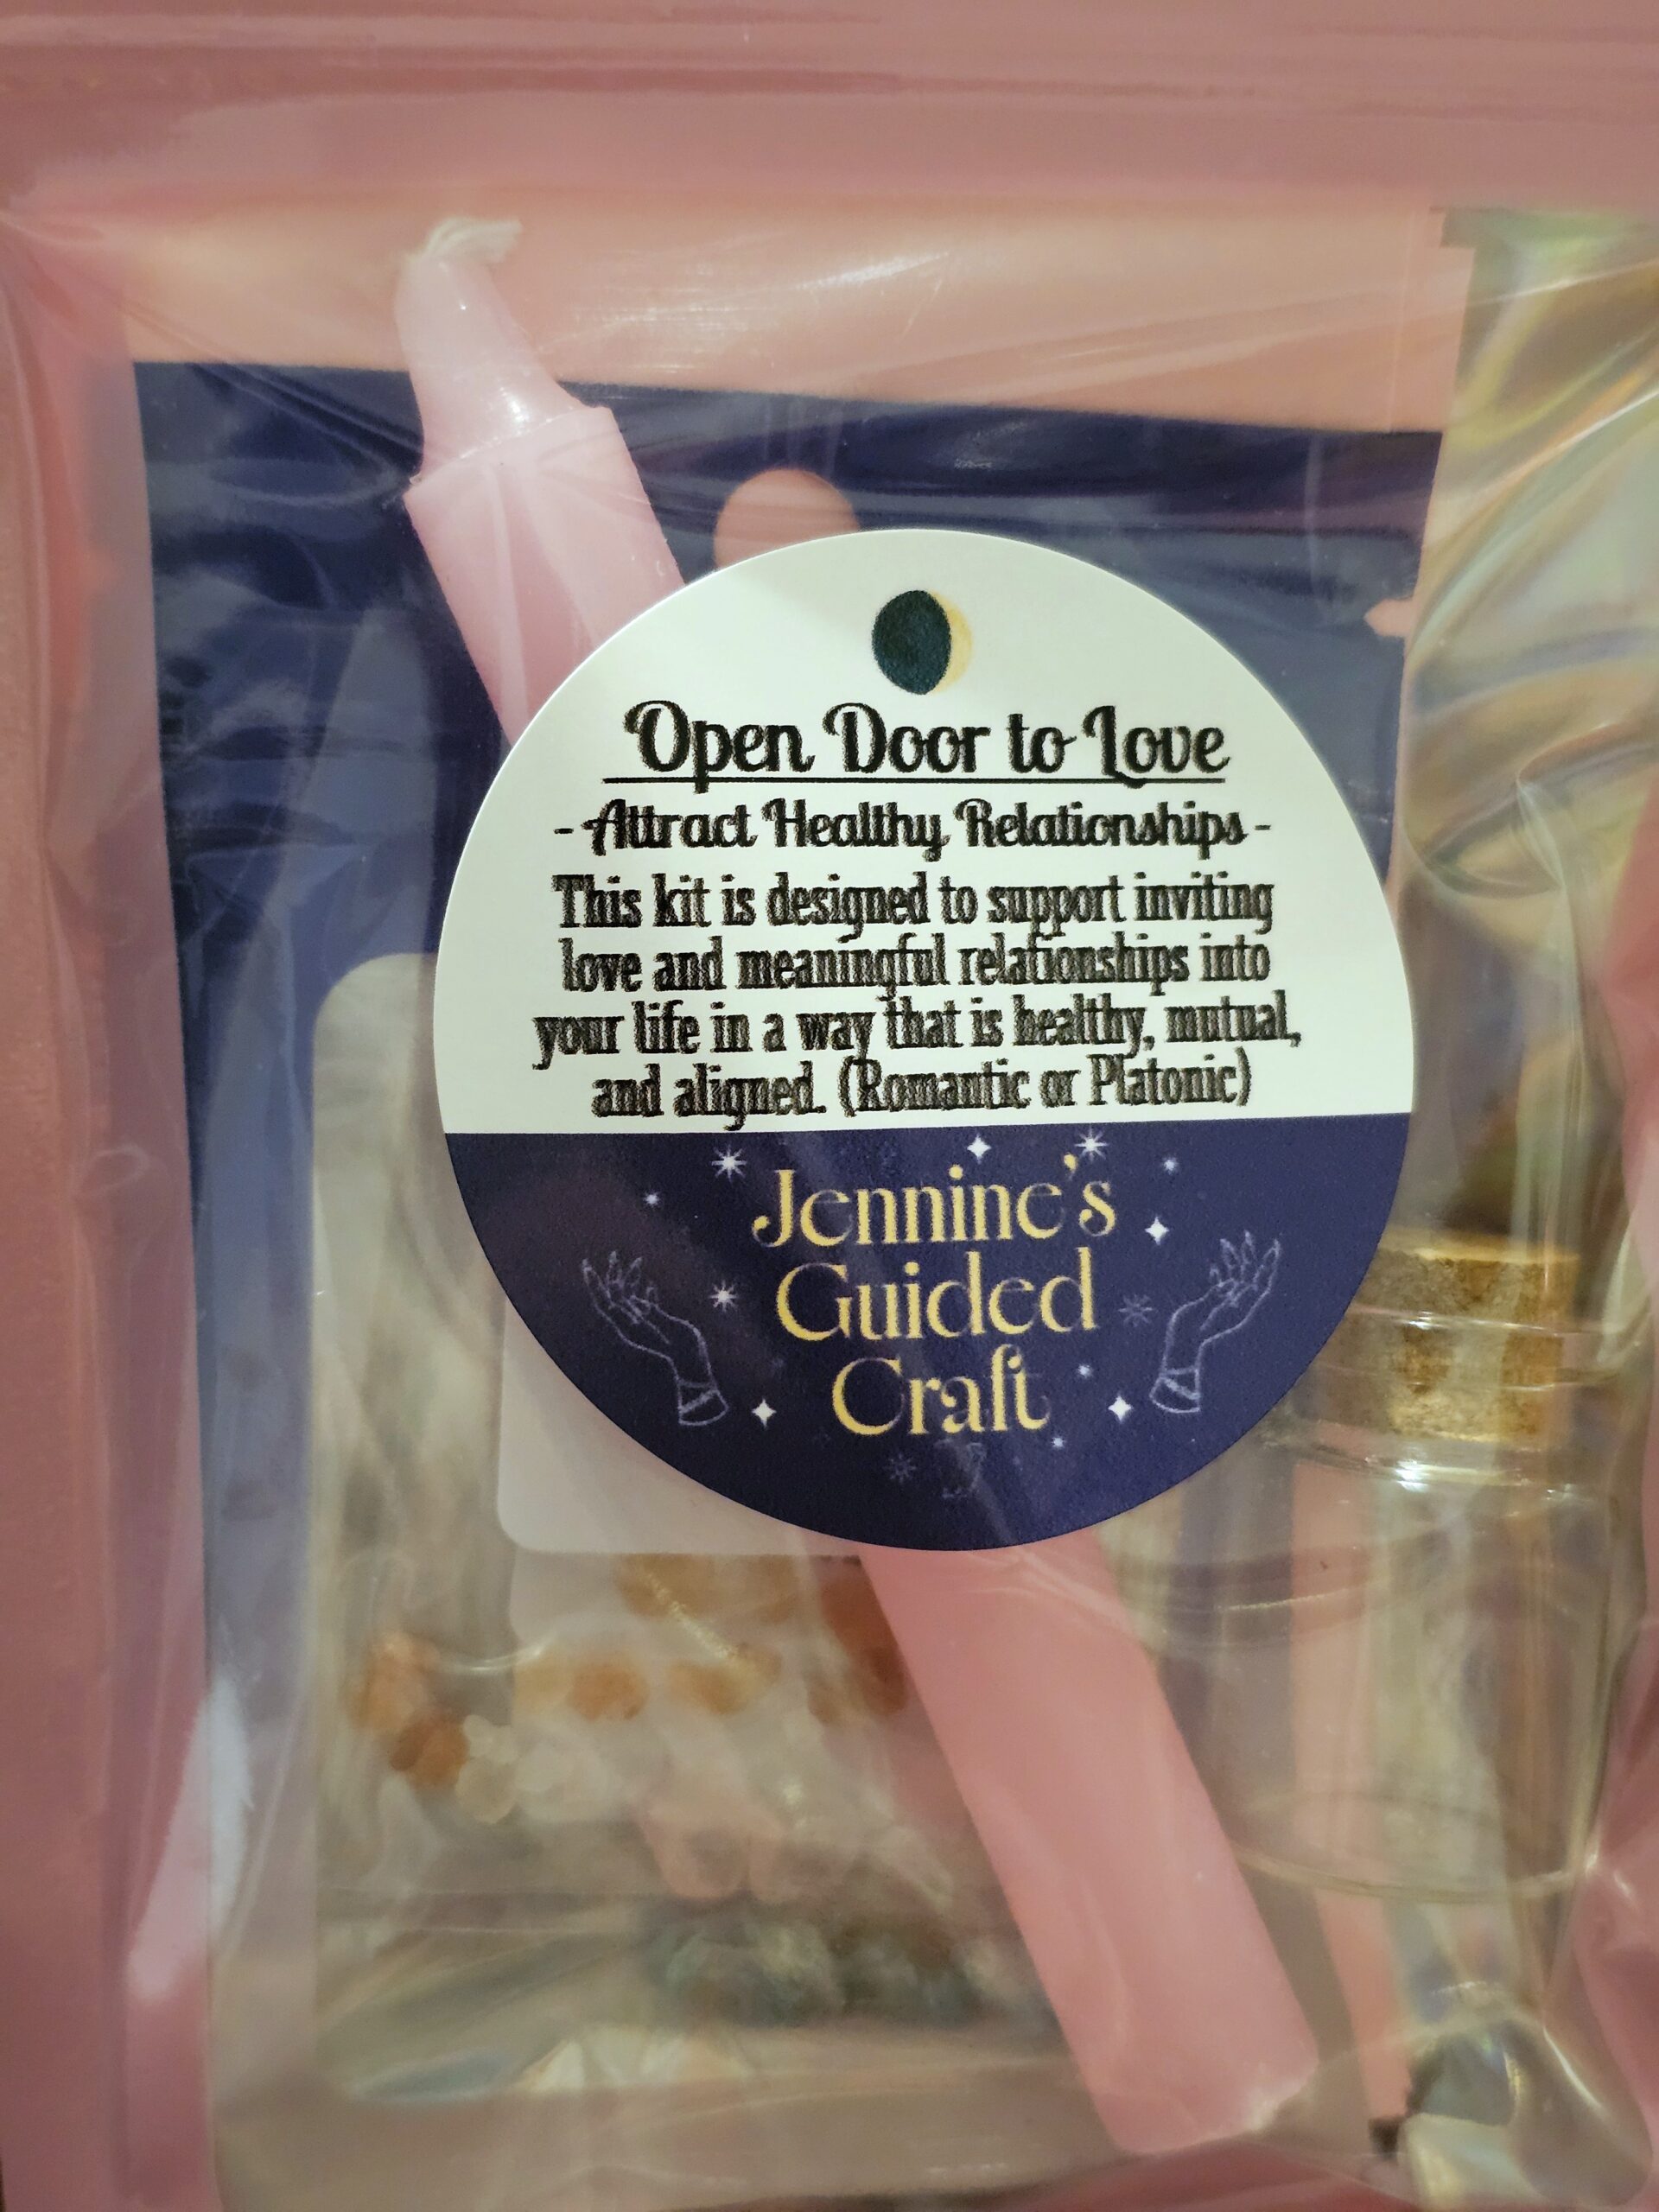 Open Door to Love
- Attract Healthy Relationships -
This kit is designed to support inviting
love and meaningful relationships into
your life in a way that is healthy, mutual,
and aligned. (Romantic or Platonic)
Jennine's
Guided
Craft